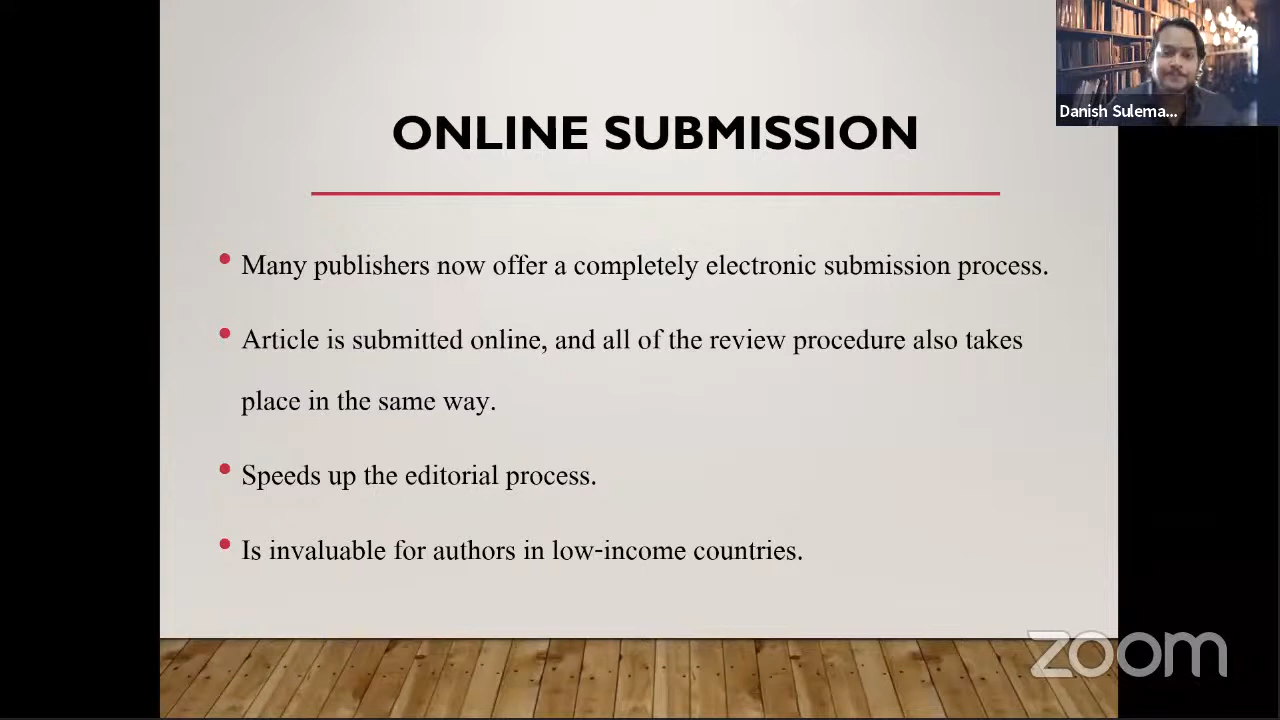 Danish Sulema...
ONLINE SUBMISSION
• Many publishers now offer a completely electronic submission process.
• Article is submitted online, and all of the review procedure also takes
place in the same way.
• Speeds up the editorial process.
• Is invaluable for authors in low-income countries.
zoom